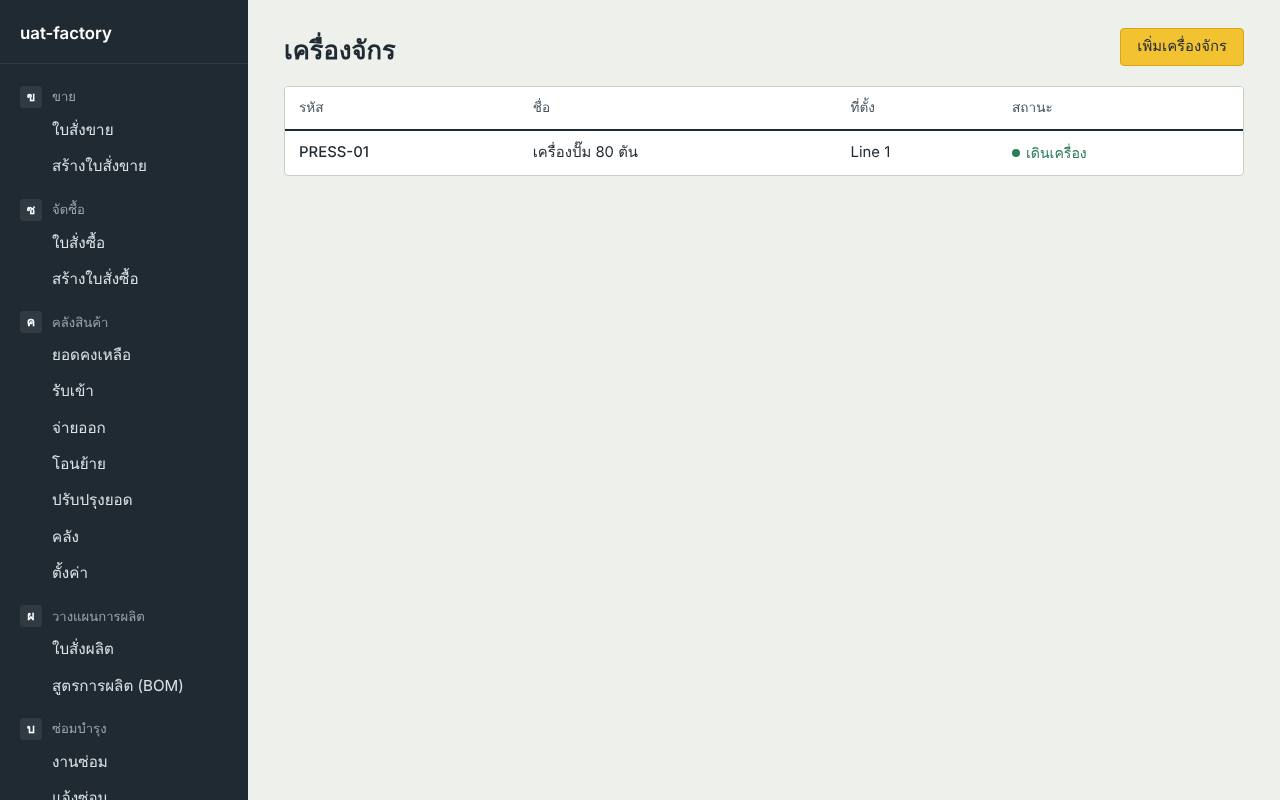 uat-factory
ข ขาย
ใบสั่งขาย
สร้างใบสั่งขาย
ซ จัดซื้อ
ใบสั่งซื้อ
สร้างใบสั่งซื้อ
ค คลังสินค้า
ยอดคงเหลือ
รับเข้า
จ่ายออก
โอนย้าย
ปรับปรุงยอด
คลัง
ตั้งค่า
ผ วางแผนการผลิต
ใบสั่งผลิต
สูตรการผลิต (BOM)
บ ซ่อมบำรุง
งานซ่อม
แจ้งซ่อม
เครื่องจักร
เพิ่มเครื่องจักร
รหัส ชื่อ ที่ตั้ง สถานะ
PRESS-01 เครื่องปั๊ม 80 ตัน Line 1 เดินเครื่อง